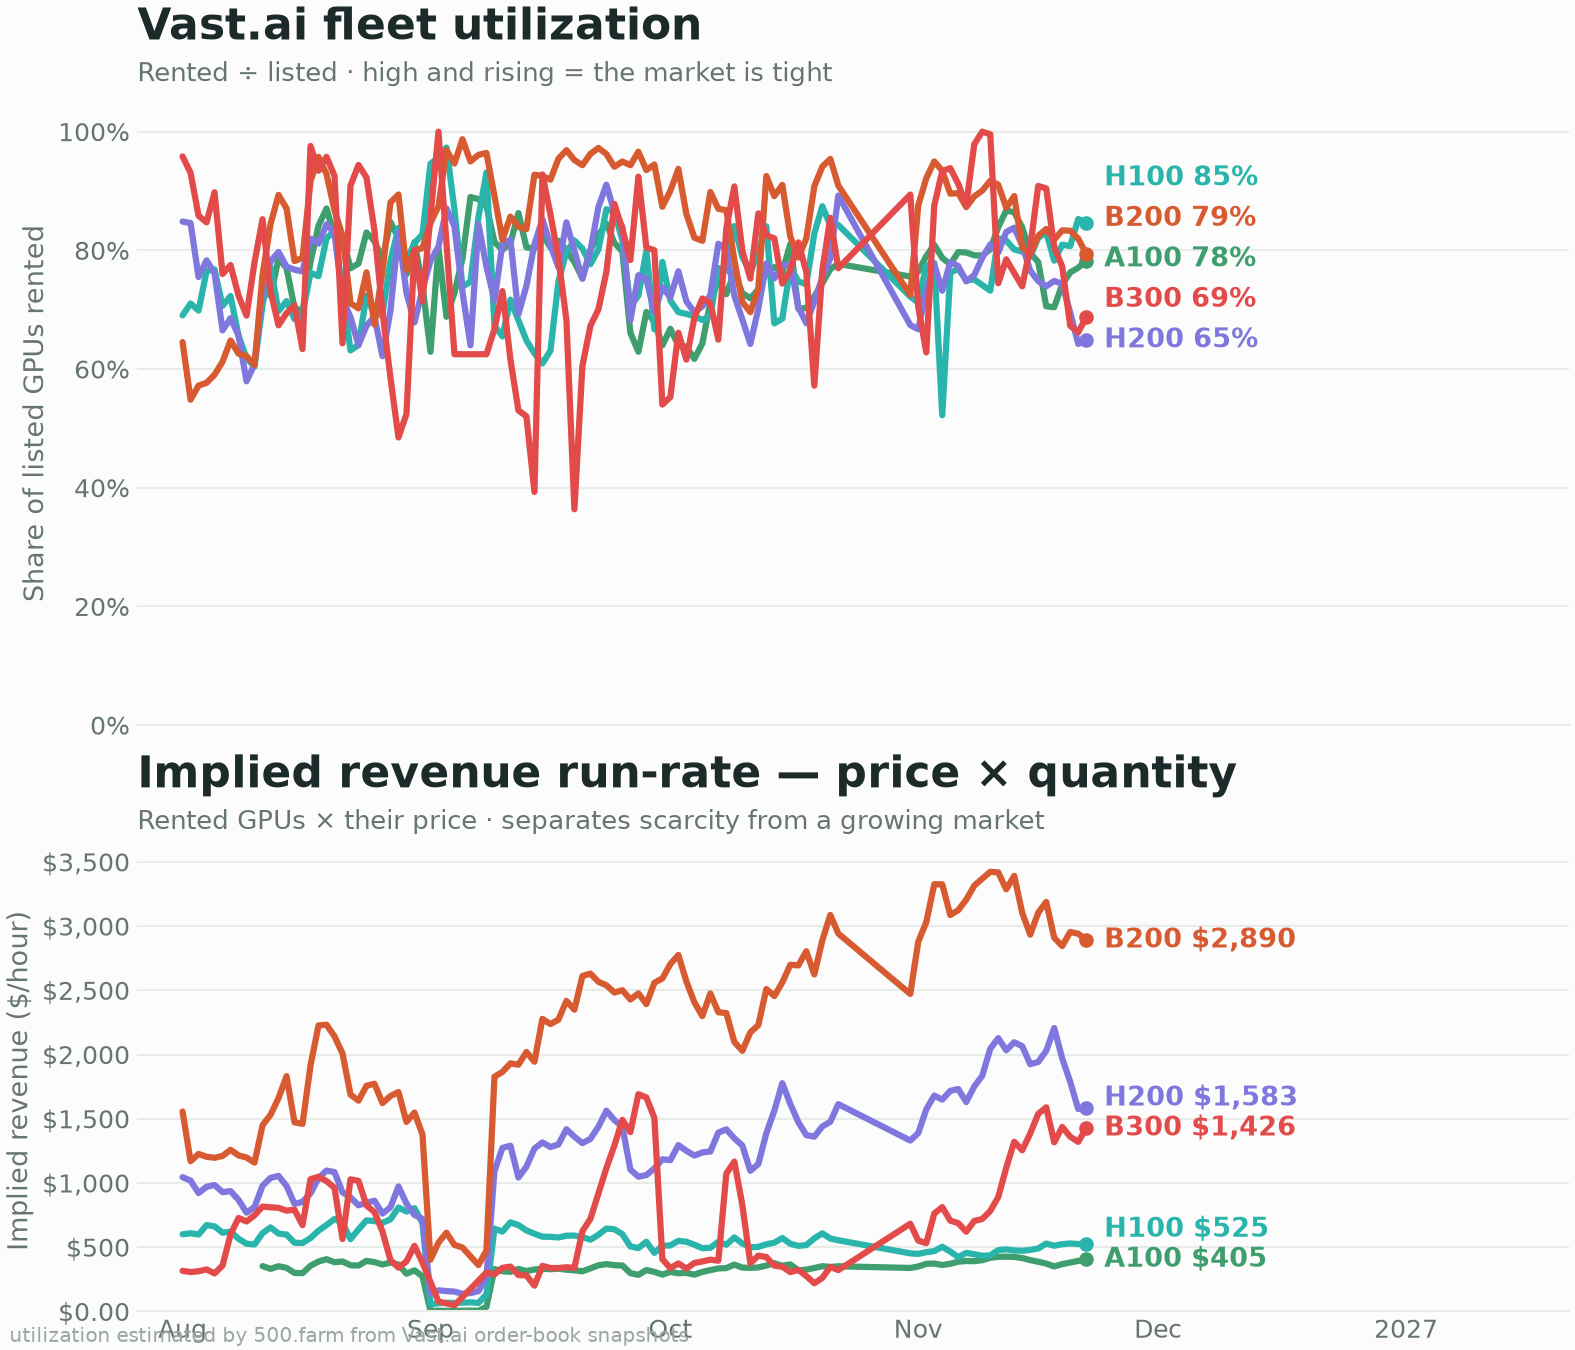 Vast.ai fleet utilization
Rented ÷ listed · high and rising = the market is tight
Share of listed GPUs rented
100%
80%
60%
40%
20%
0%
H100 85%
B200 79%
A100 78%
B300 69%
H200 65%
Implied revenue run-rate — price × quantity
Rented GPUs × their price · separates scarcity from a growing market
Implied revenue ($/hour)
$3,500
$3,000
$2,500
$2,000
$1,500
$1,000
$500
$0.00
B200 $2,890
H200 $1,583
B300 $1,426
H100 $525
A100 $405
Aug Sep Oct Nov Dec 2027
utilization estimated by 500.farm from Vast.ai order-book snapshots